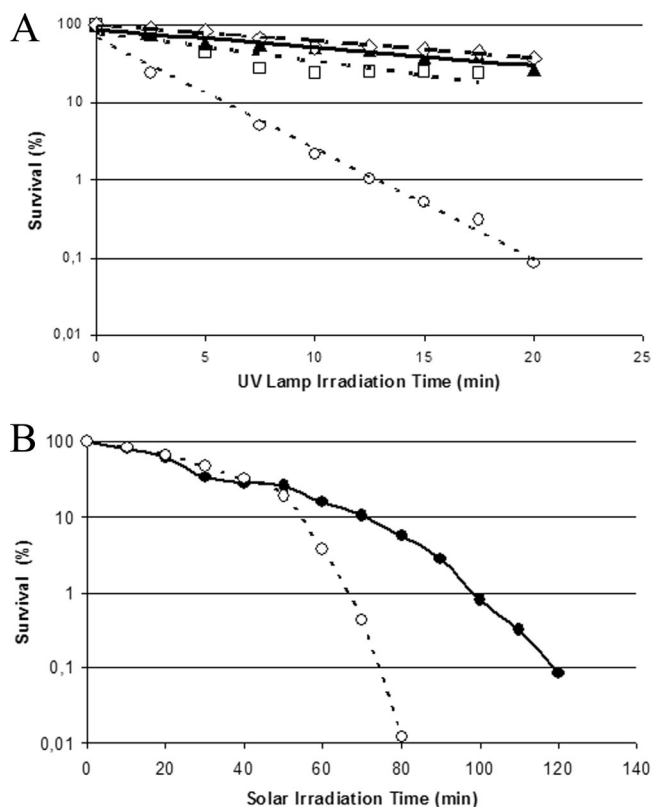 A
100
10
1
0,1
0,01
Survival (%)
0 5 10 15 20 25
UV Lamp Irradiation Time (min)
B
100
10
1
0,1
0,01
Survival (%)
0 20 40 60 80 100 120 140
Solar Irradiation Time (min)